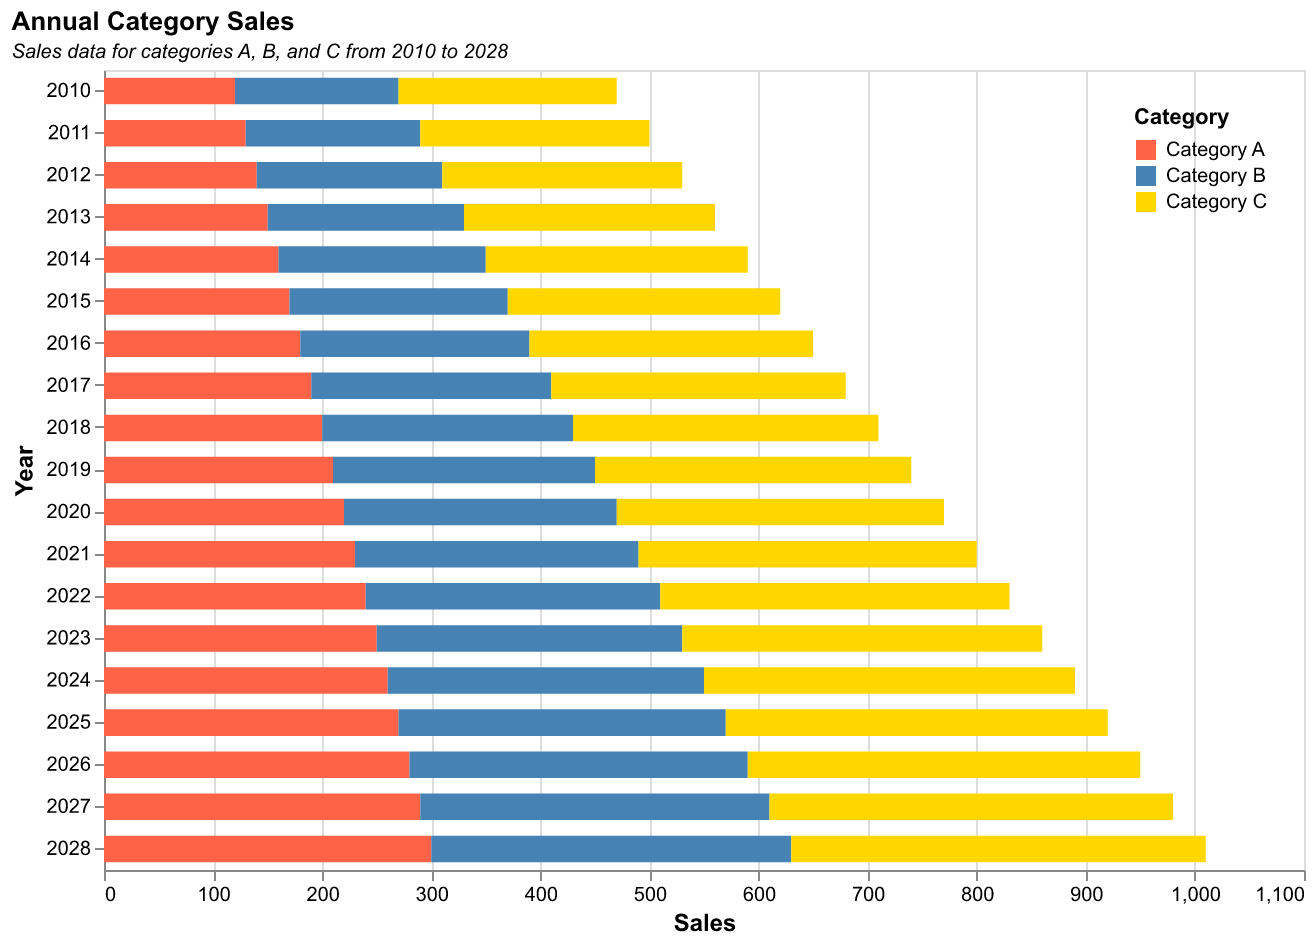 Annual Category Sales
Sales data for categories A, B, and C from 2010 to 2028
Category
Category A
Category B
Category C
Year
2010
2011
2012
2013
2014
2015
2016
2017
2018
2019
2020
2021
2022
2023
2024
2025
2026
2027
2028
0 100 200 300 400 500 600 700 800 900 1,000 1,100
Sales